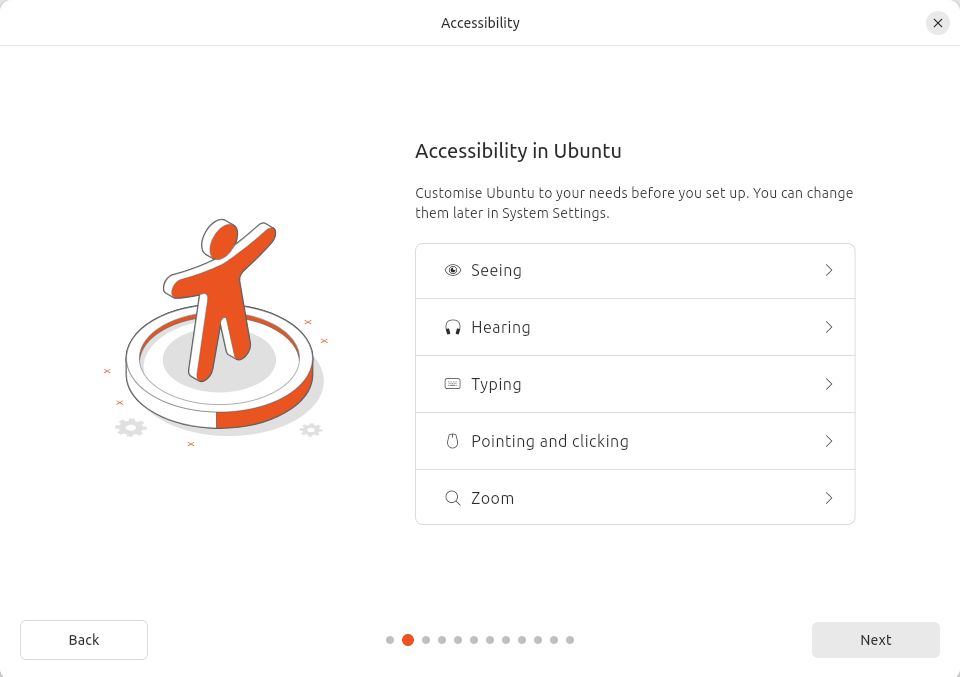 Accessibility
Accessibility in Ubuntu
Customise Ubuntu to your needs before you set up. You can change
them later in System Settings.
Seeing
Hearing
Typing
Pointing and clicking
Zoom
Back
Next